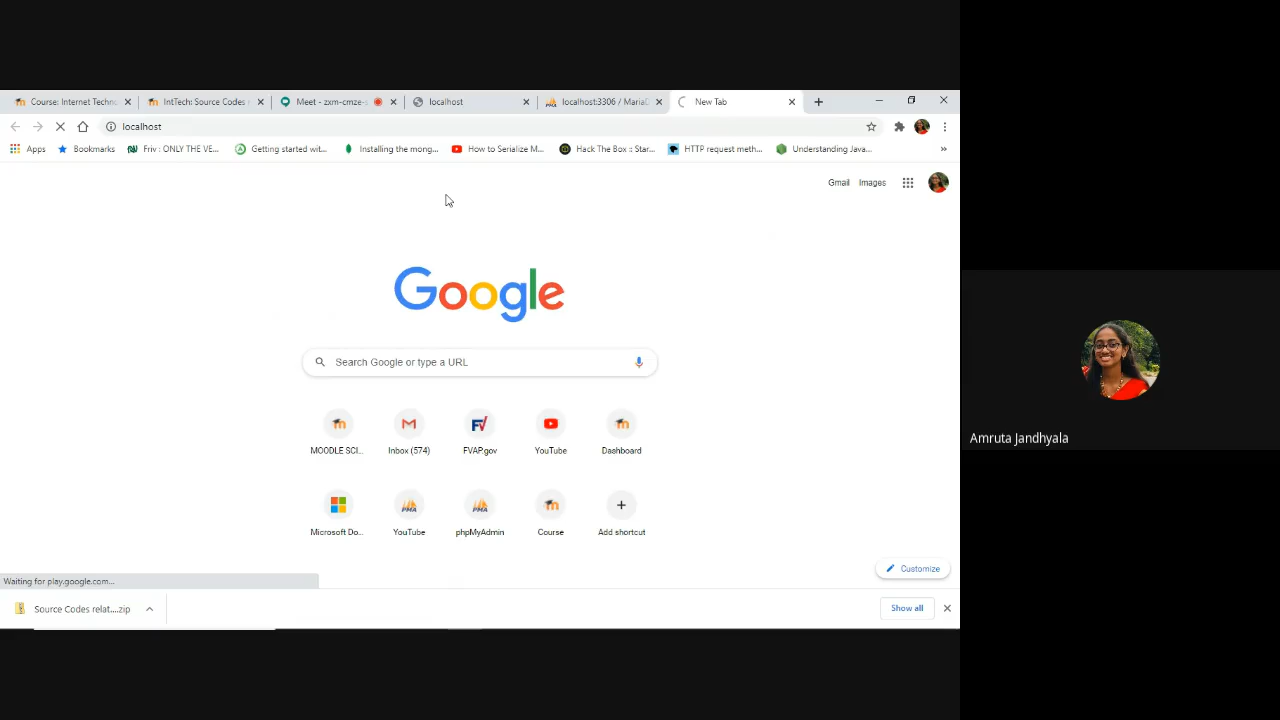 Course: Internet Techno
IntTech: Source Codes
Meet - zxm-cmze-s
localhost
localhost:3306 / MariaD
New Tab
localhost
Apps
Bookmarks
Friv : ONLY THE VE...
Getting started wit...
Installing the mong...
How to Serialize M...
Hack The Box :: Star...
HTTP request meth...
Understanding Java...
»
Gmail
Images
Google
Search Google or type a URL
MOODLE SCI...
Inbox (574)
FVAP.gov
YouTube
Dashboard
Microsoft Do...
YouTube
phpMyAdmin
Course
Add shortcut
Customize
Waiting for play.google.com...
Source Codes relat....zip
Show all
Amruta Jandhyala